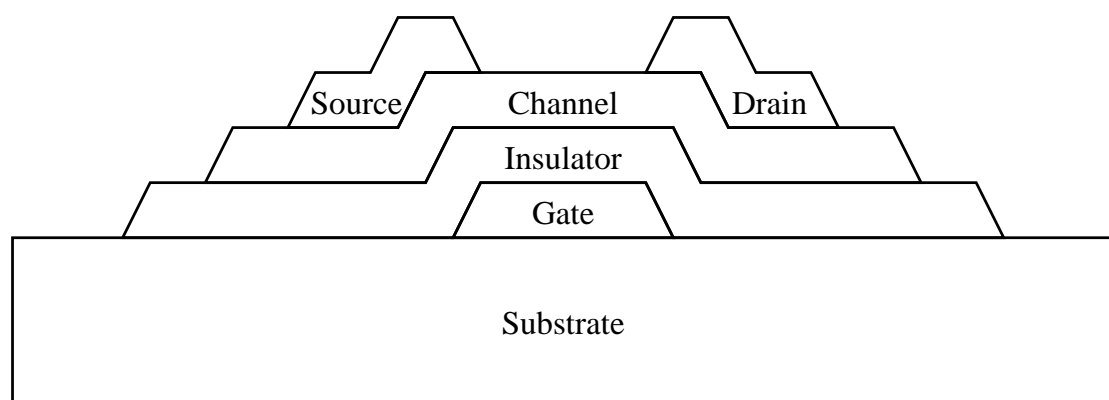 Source Channel Drain
Insulator
Gate
Substrate